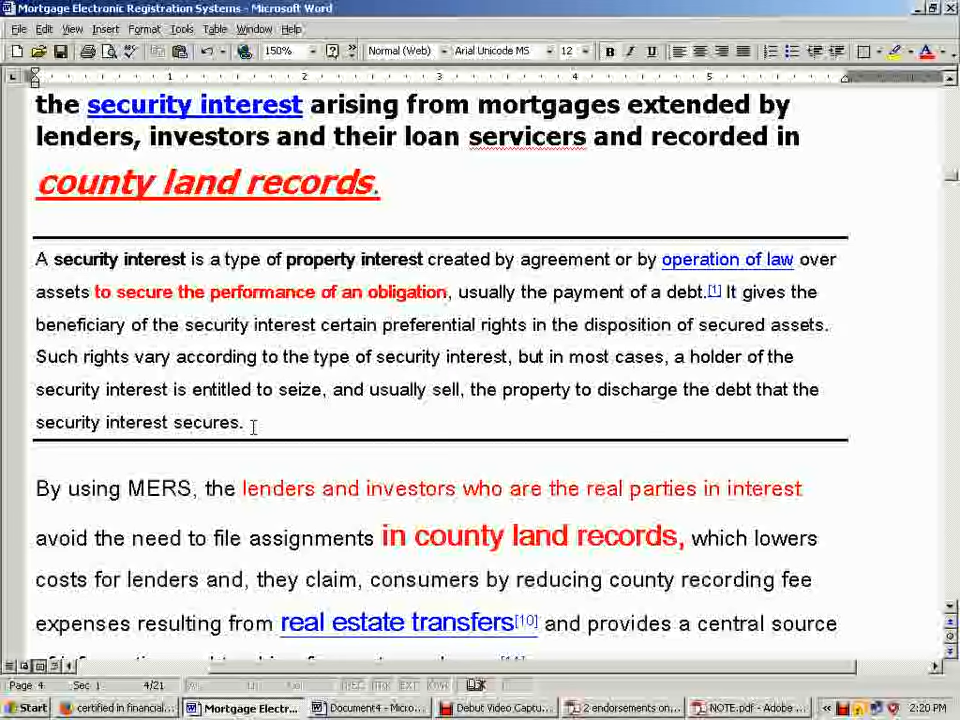 Mortgage Electronic Registration Systems - Microsoft Word
File Edit View Insert Format Tools Table Window Help
150% Normal (Web) Arial Unicode MS 12 B I U
1 2 3 4 5
the security interest arising from mortgages extended by
lenders, investors and their loan servicers and recorded in
county land records.
A security interest is a type of property interest created by agreement or by operation of law over
assets to secure the performance of an obligation, usually the payment of a debt.[1] It gives the
beneficiary of the security interest certain preferential rights in the disposition of secured assets.
Such rights vary according to the type of security interest, but in most cases, a holder of the
security interest is entitled to seize, and usually sell, the property to discharge the debt that the
security interest secures.
By using MERS, the lenders and investors who are the real parties in interest
avoid the need to file assignments in county land records, which lowers
costs for lenders and, they claim, consumers by reducing county recording fee
expenses resulting from real estate transfers[10] and provides a central source
Page 4 Sec 1 4/21 REC TRK EXT OVR
Start certified in financial... Mortgage Electr... Document4 - Micro... Debut Video Captu... 2 endorsements on... NOTE.pdf - Adobe ... 2:20 PM